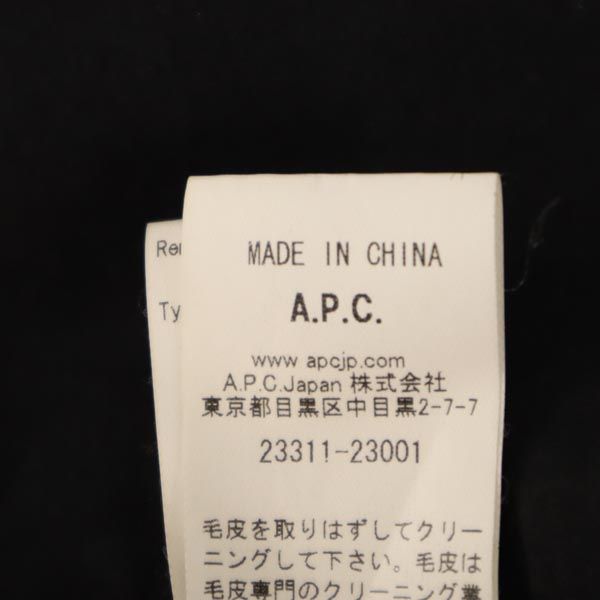 MADE IN CHINA
A.P.C.
www apcjp.com
A.P.C.Japan 株式会社
東京都目黒区中目黒2-7-7
23311-23001
毛皮を取りはずしてクリー
ニングして下さい。毛皮は
毛皮専門のクリーニング業